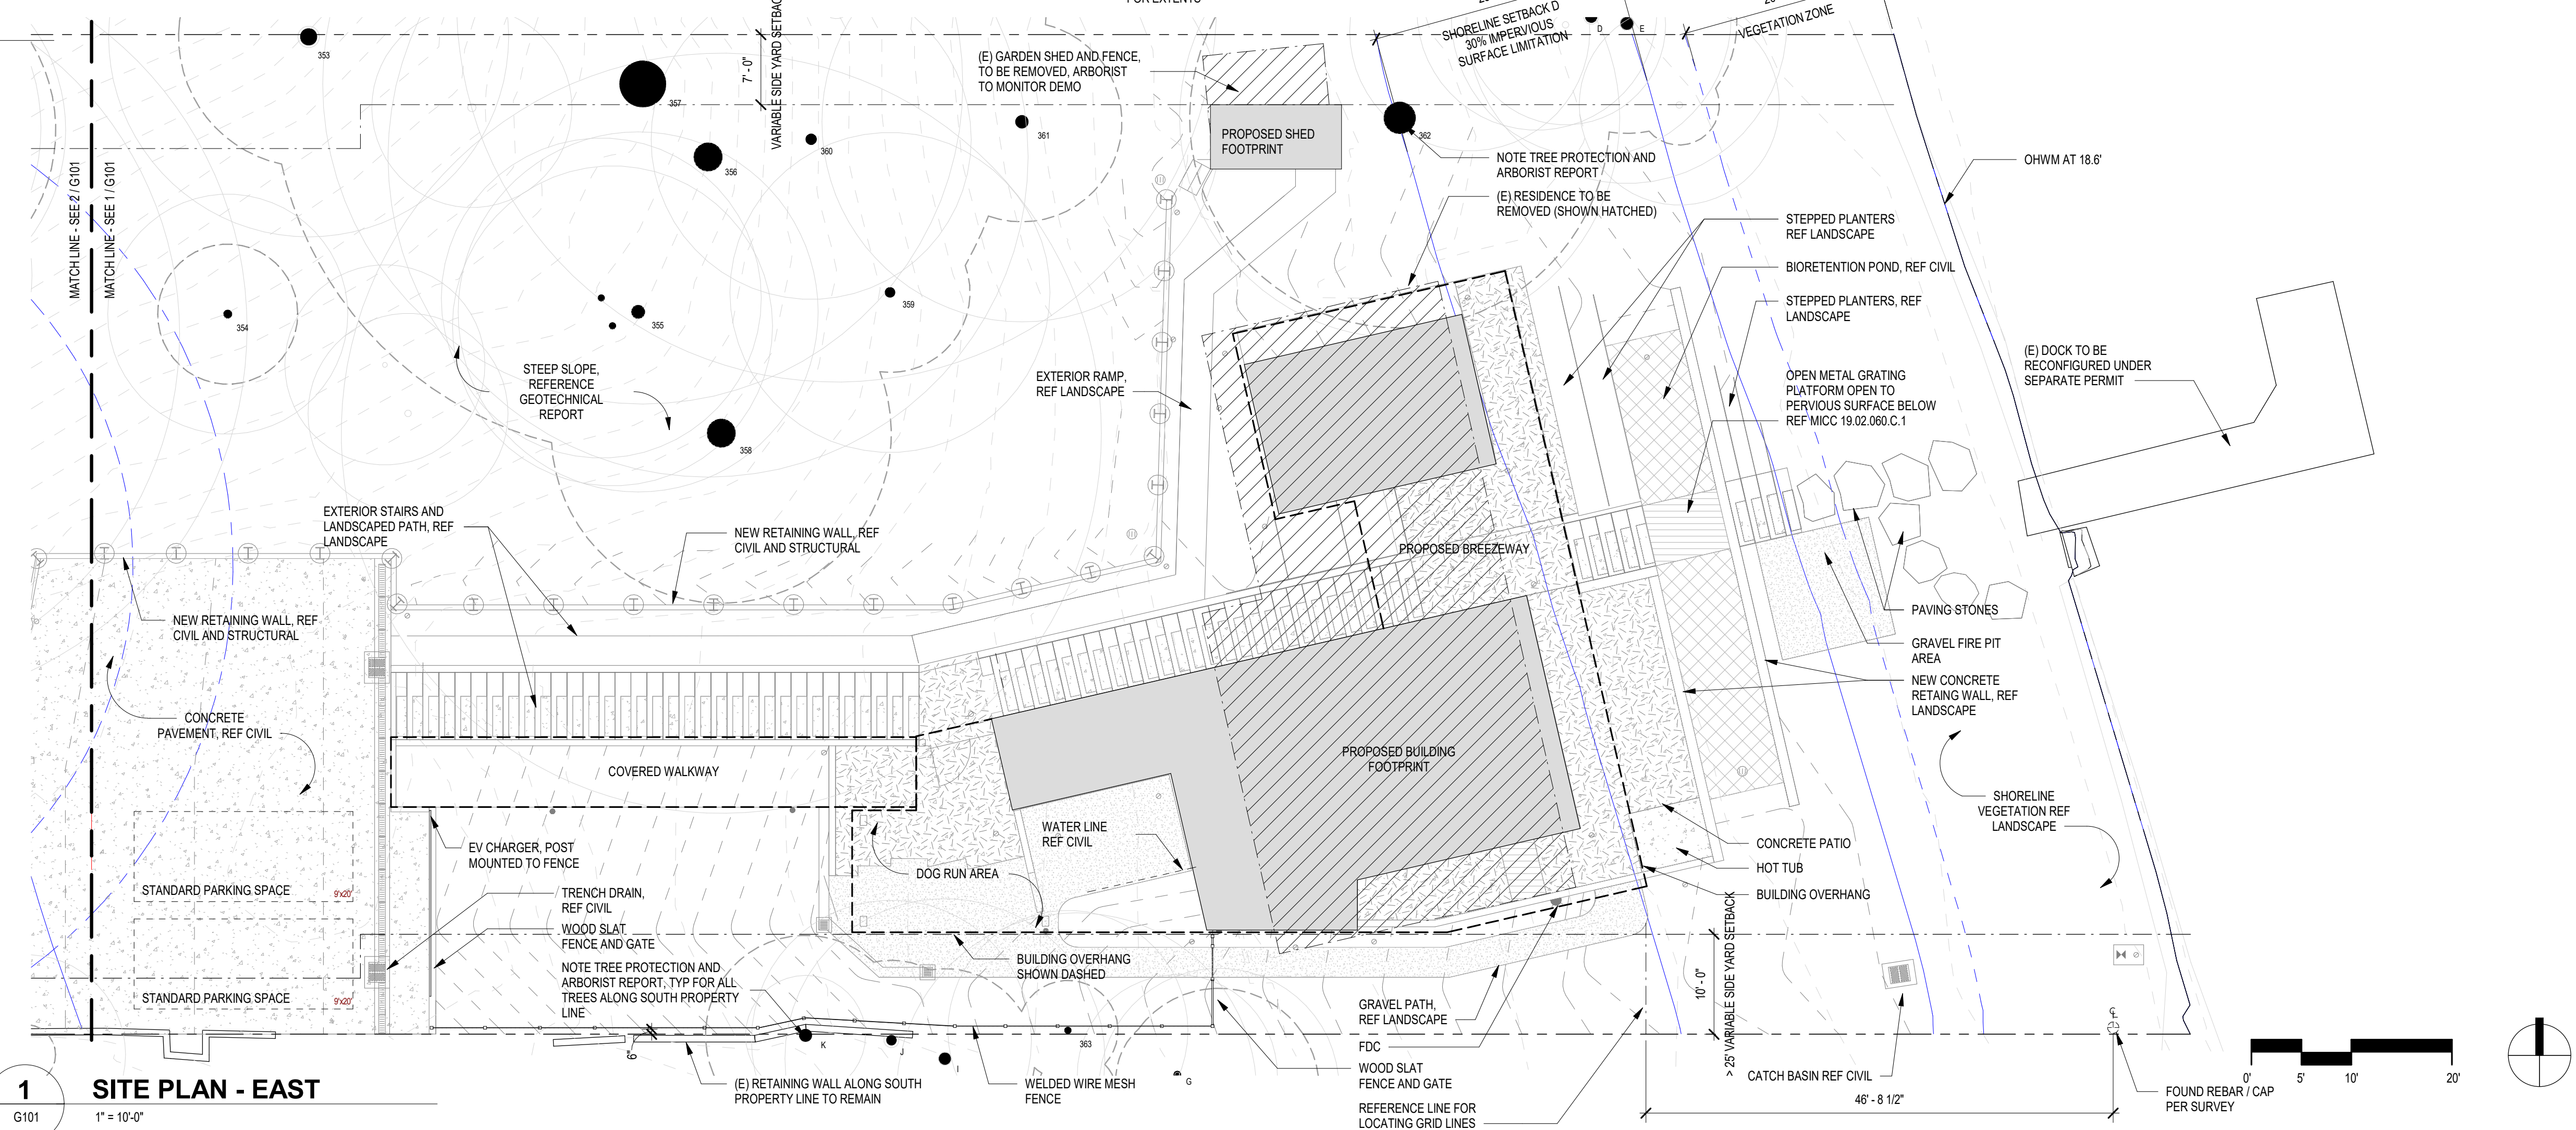 FOR EXTENTS
SHORELINE SETBACK D
30% IMPERVIOUS
SURFACE LIMITATION
VEGETATION ZONE
D
E
353
357
7' - 0"
VARIABLE SIDE YARD SETBAC
(E) GARDEN SHED AND FENCE,
TO BE REMOVED, ARBORIST
TO MONITOR DEMO
356
360
361
PROPOSED SHED
FOOTPRINT
362
NOTE TREE PROTECTION AND
ARBORIST REPORT
(E) RESIDENCE TO BE
REMOVED (SHOWN HATCHED)
OHWM AT 18.6'
STEPPED PLANTERS
REF LANDSCAPE
BIORETENTION POND, REF CIVIL
STEPPED PLANTERS, REF
LANDSCAPE
OPEN METAL GRATING
PLATFORM OPEN TO
PERVIOUS SURFACE BELOW
REF MICC 19.02.060.C.1
(E) DOCK TO BE
RECONFIGURED UNDER
SEPARATE PERMIT
MATCH LINE - SEE 2 / G101
MATCH LINE - SEE 1 / G101
354
355
359
358
STEEP SLOPE,
REFERENCE
GEOTECHNICAL
REPORT
EXTERIOR RAMP,
REF LANDSCAPE
EXTERIOR STAIRS AND
LANDSCAPED PATH, REF
LANDSCAPE
NEW RETAINING WALL, REF
CIVIL AND STRUCTURAL
PROPOSED BREEZEWAY
NEW RETAINING WALL, REF
CIVIL AND STRUCTURAL
PAVING STONES
GRAVEL FIRE PIT
AREA
NEW CONCRETE
RETAING WALL, REF
LANDSCAPE
CONCRETE
PAVEMENT, REF CIVIL
COVERED WALKWAY
PROPOSED BUILDING
FOOTPRINT
SHORELINE
VEGETATION REF
LANDSCAPE
WATER LINE
REF CIVIL
EV CHARGER, POST
MOUNTED TO FENCE
DOG RUN AREA
CONCRETE PATIO
HOT TUB
BUILDING OVERHANG
STANDARD PARKING SPACE
9'x20'
TRENCH DRAIN,
REF CIVIL
WOOD SLAT
FENCE AND GATE
NOTE TREE PROTECTION AND
ARBORIST REPORT, TYP FOR ALL
TREES ALONG SOUTH PROPERTY
LINE
BUILDING OVERHANG
SHOWN DASHED
STANDARD PARKING SPACE
9'x20'
10' - 0"
> 25' VARIABLE SIDE YARD SETBACK
GRAVEL PATH,
REF LANDSCAPE
FDC
WOOD SLAT
FENCE AND GATE
REFERENCE LINE FOR
LOCATING GRID LINES
6"
K
J
I
363
G
(E) RETAINING WALL ALONG SOUTH
PROPERTY LINE TO REMAIN
WELDED WIRE MESH
FENCE
CATCH BASIN REF CIVIL
46' - 8 1/2"
FOUND REBAR / CAP
PER SURVEY
0'
5'
10'
20'
1
SITE PLAN - EAST
G101
1" = 10'-0"